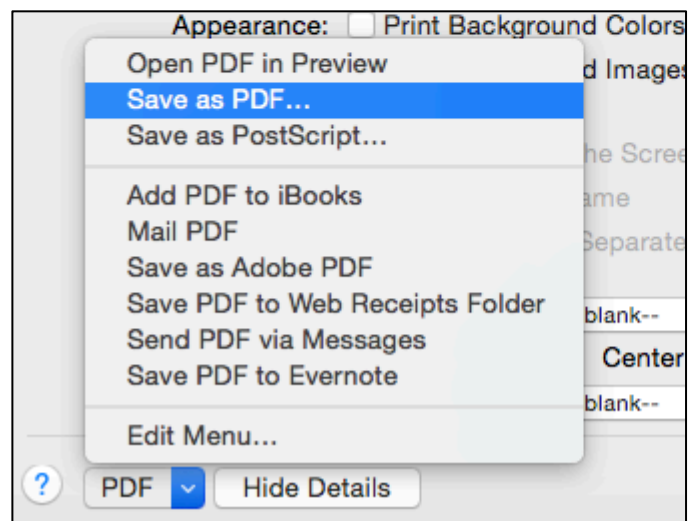 Appearance: Print Background Colors
Open PDF in Preview
d Images
Save as PDF...
Save as PostScript...
he Scree
Add PDF to iBooks
ame
Mail PDF
Separate
Save as Adobe PDF
Save PDF to Web Receipts Folder
blank--
Send PDF via Messages
Center
Save PDF to Evernote
blank--
Edit Menu...
? PDF Hide Details